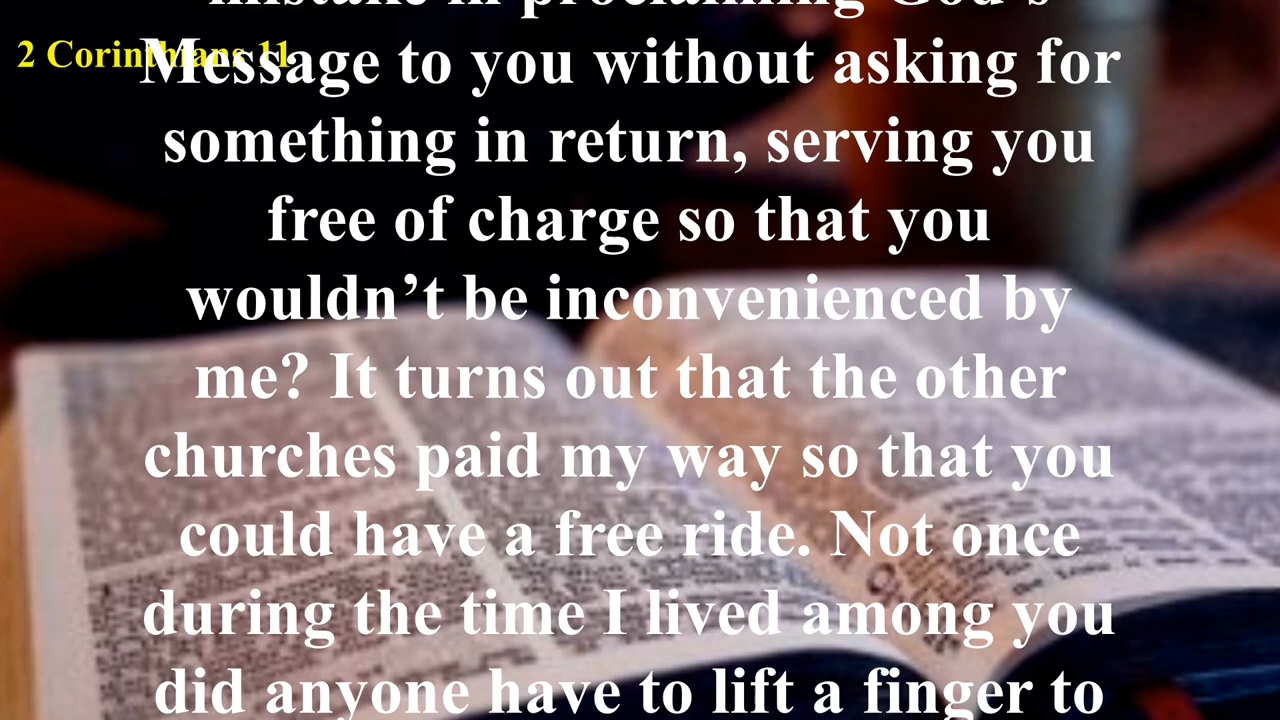 mistake in proclaiming God's
2 Corinthians 11
Message to you without asking for
something in return, serving you
free of charge so that you
wouldn’t be inconvenienced by
me? It turns out that the other
churches paid my way so that you
could have a free ride. Not once
during the time I lived among you
did anyone have to lift a finger to